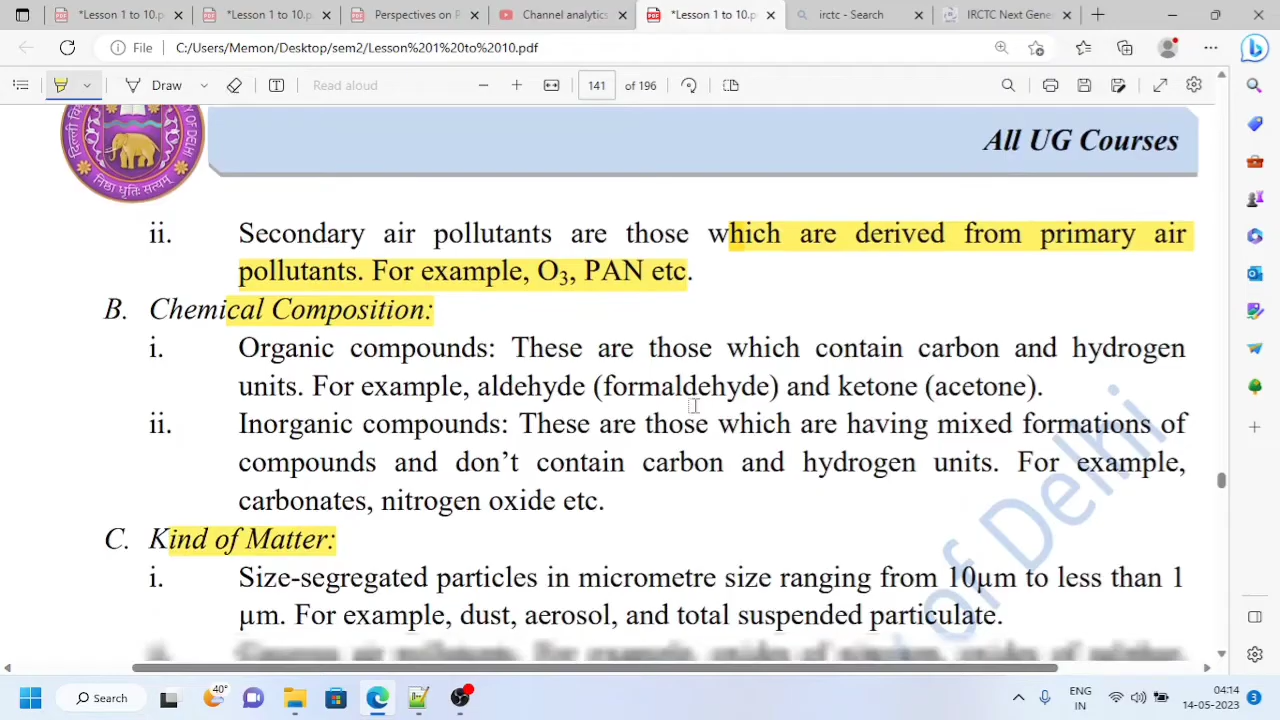 *Lesson 1 to 10.p
*Lesson 1 to 10.p
Perspectives on P
Channel analytics
*Lesson 1 to 10.p
irctc - Search
IRCTC Next Gene
File
C:/Users/Memon/Desktop/sem2/Lesson%201%20to%2010.pdf
Draw
Read aloud
141 of 196
All UG Courses
ii. Secondary air pollutants are those which are derived from primary air
pollutants. For example, O₃, PAN etc.
B. Chemical Composition:
i. Organic compounds: These are those which contain carbon and hydrogen
units. For example, aldehyde (formaldehyde) and ketone (acetone).
ii. Inorganic compounds: These are those which are having mixed formations of
compounds and don't contain carbon and hydrogen units. For example,
carbonates, nitrogen oxide etc.
C. Kind of Matter:
i. Size-segregated particles in micrometre size ranging from 10µm to less than 1
µm. For example, dust, aerosol, and total suspended particulate.
of Delhi
Search
40°
ENG
IN
04:14
14-05-2023
3